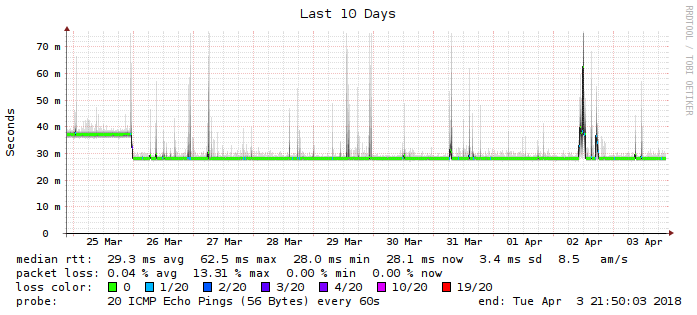 Last 10 Days
RRDTOOL / TOBI OETIKER
Seconds
70 m
60 m
50 m
40 m
30 m
20 m
10 m
0
25 Mar 26 Mar 27 Mar 28 Mar 29 Mar 30 Mar 31 Mar 01 Apr 02 Apr 03 Apr
median rtt: 29.3 ms avg 62.5 ms max 28.0 ms min 28.1 ms now 3.4 ms sd 8.5 am/s
packet loss: 0.04 % avg 13.31 % max 0.00 % min 0.00 % now
loss color: 0 1/20 2/20 3/20 4/20 10/20 19/20
probe: 20 ICMP Echo Pings (56 Bytes) every 60s end: Tue Apr 3 21:50:03 2018